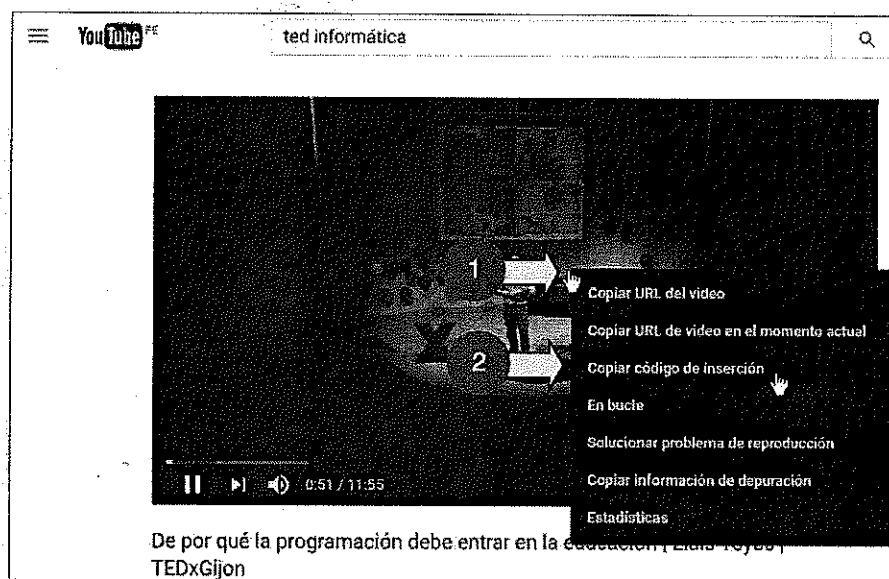 YouTube PE
ted informática
1
Copiar URL del video
Copiar URL de video en el momento actual
2
Copiar código de inserción
En bucle
Solucionar problema de reproducción
0:51 / 11:55
Copiar información de depuración
Estadísticas
De por qué la programación debe entrar en la educación |
TEDxGijon